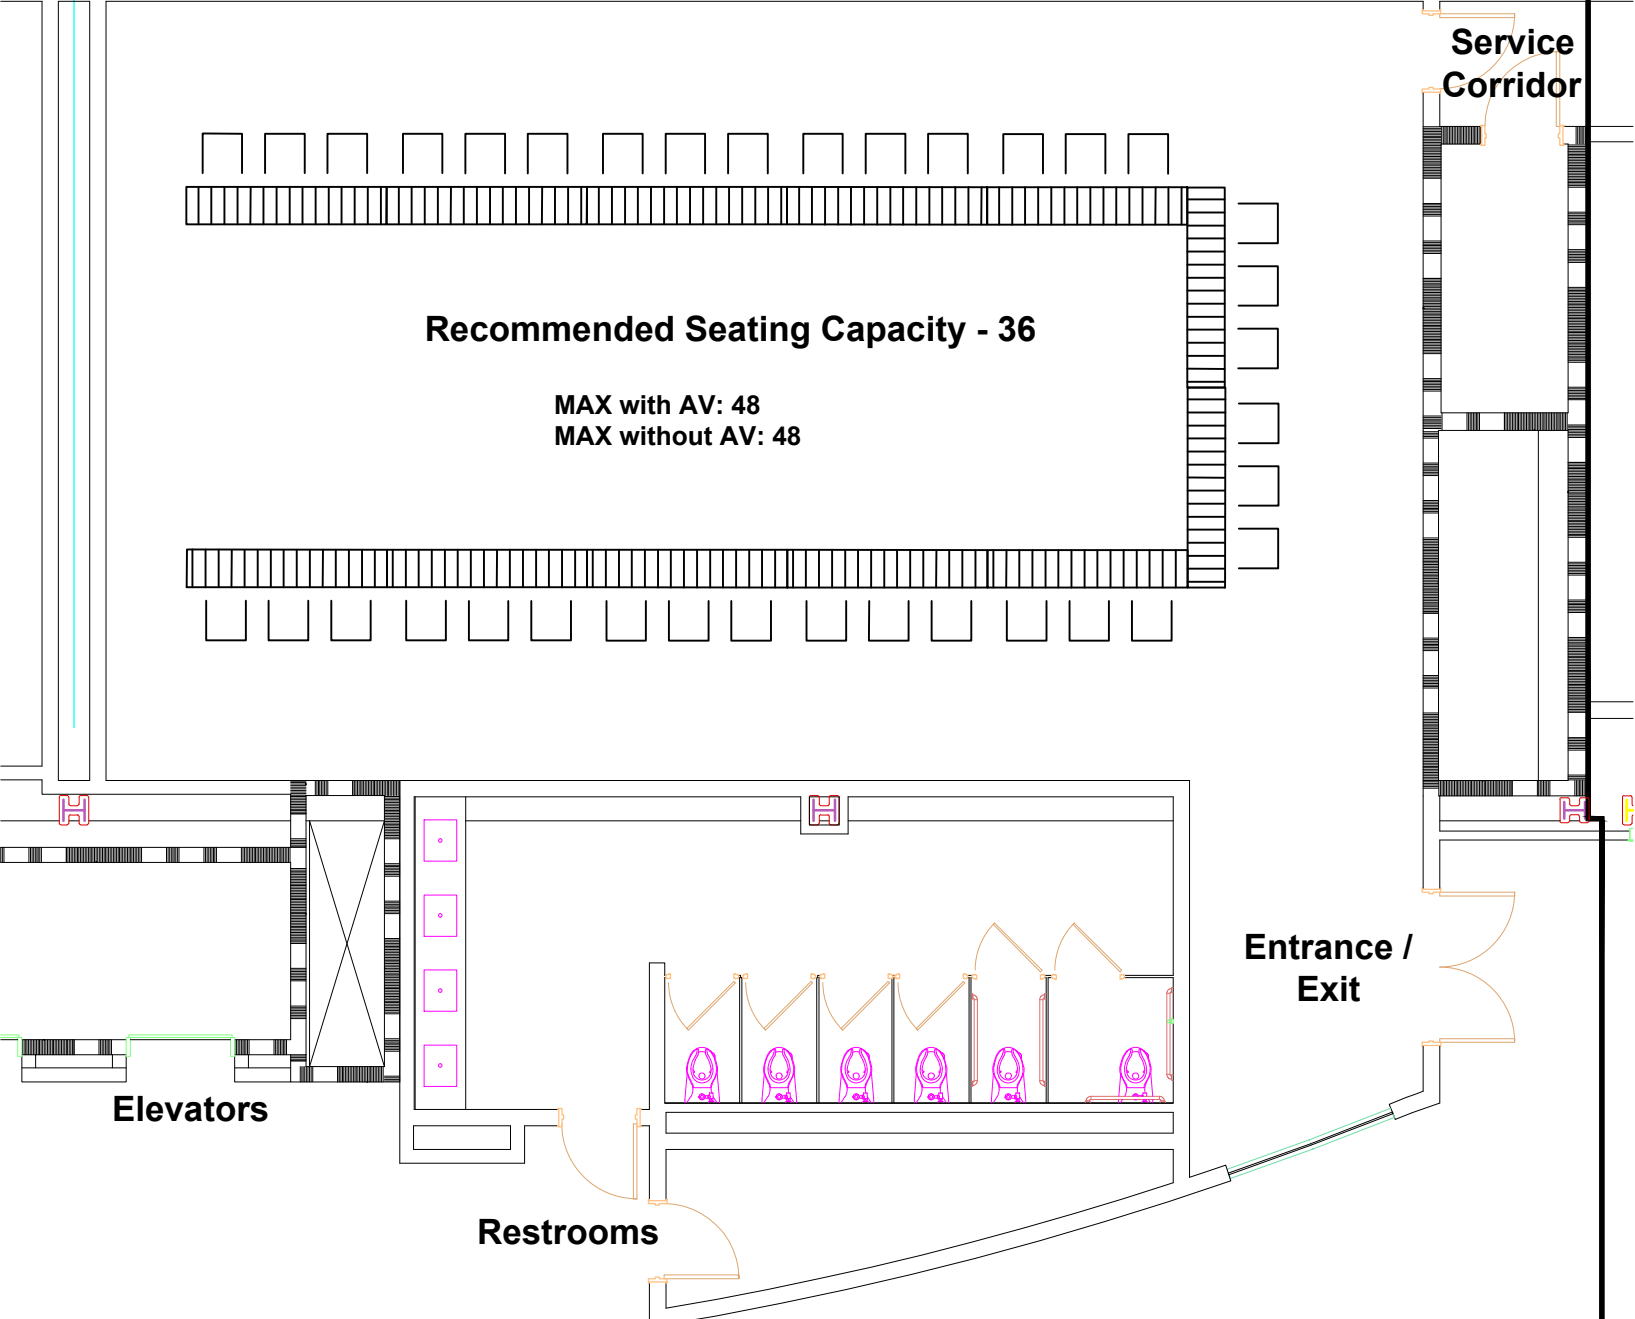 Service
Corridor
Recommended Seating Capacity - 36
MAX with AV: 48
MAX without AV: 48
Entrance /
Exit
Elevators
Restrooms